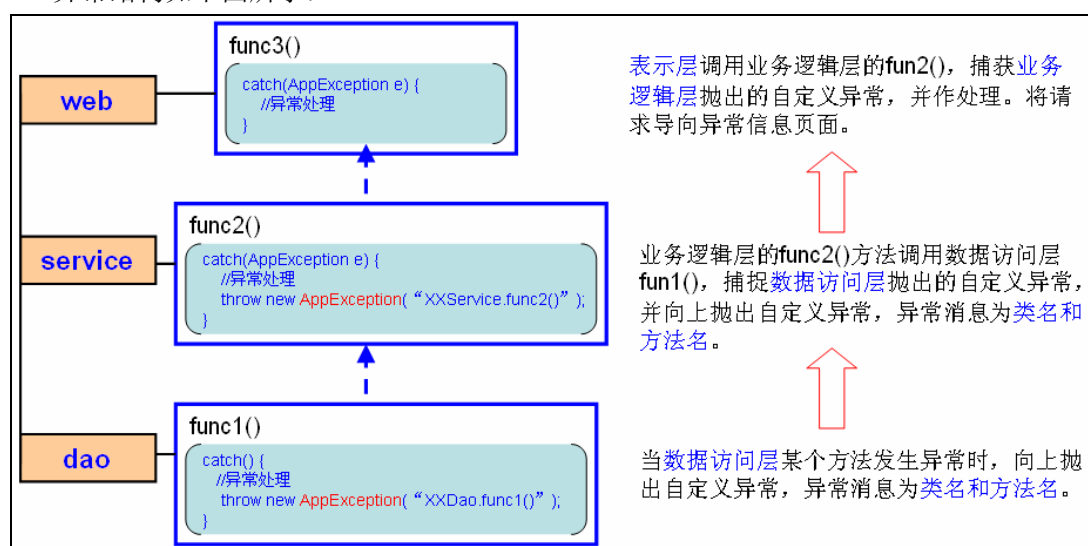 web
func3()
catch(AppException e) {
//异常处理
}
表示层调用业务逻辑层的fun2(), 捕获业务
逻辑层抛出的自定义异常，并作处理。将请
求导向异常信息页面。
service
func2()
catch(AppException e) {
//异常处理
throw new AppException( “XXService.func2()” );
}
业务逻辑层的func2()方法调用数据访问层
fun1(), 捕捉数据访问层抛出的自定义异常，
并向上抛出自定义异常，异常消息为类名和
方法名。
dao
func1()
catch() {
//异常处理
throw new AppException( “XXDao.func1()” );
}
当数据访问层某个方法发生异常时，向上抛
出自定义异常，异常消息为类名和方法名。